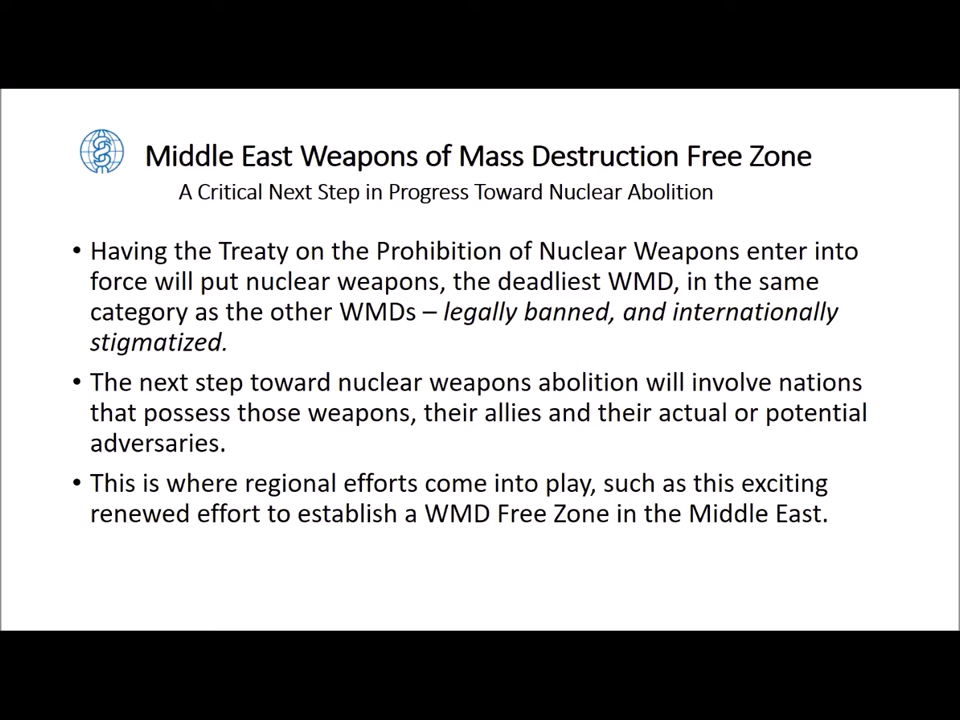 Middle East Weapons of Mass Destruction Free Zone
A Critical Next Step in Progress Toward Nuclear Abolition
• Having the Treaty on the Prohibition of Nuclear Weapons enter into
force will put nuclear weapons, the deadliest WMD, in the same
category as the other WMDs – legally banned, and internationally
stigmatized.
• The next step toward nuclear weapons abolition will involve nations
that possess those weapons, their allies and their actual or potential
adversaries.
• This is where regional efforts come into play, such as this exciting
renewed effort to establish a WMD Free Zone in the Middle East.